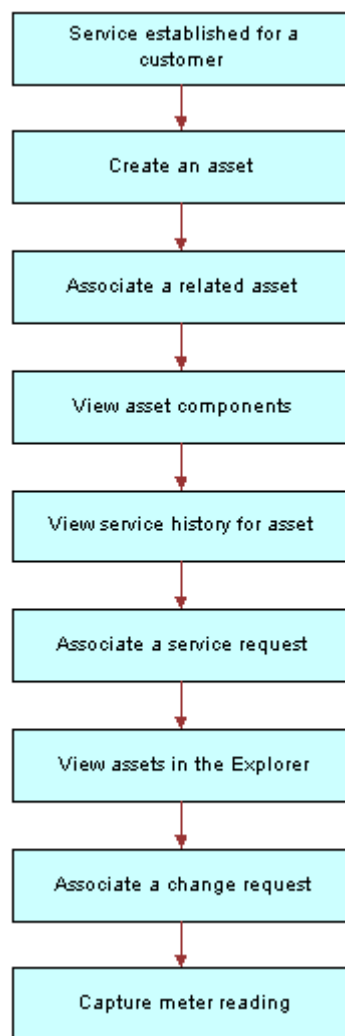 Service established for a
customer
Create an asset
Associate a related asset
View asset components
View service history for asset
Associate a service request
View assets in the Explorer
Associate a change request
Capture meter reading